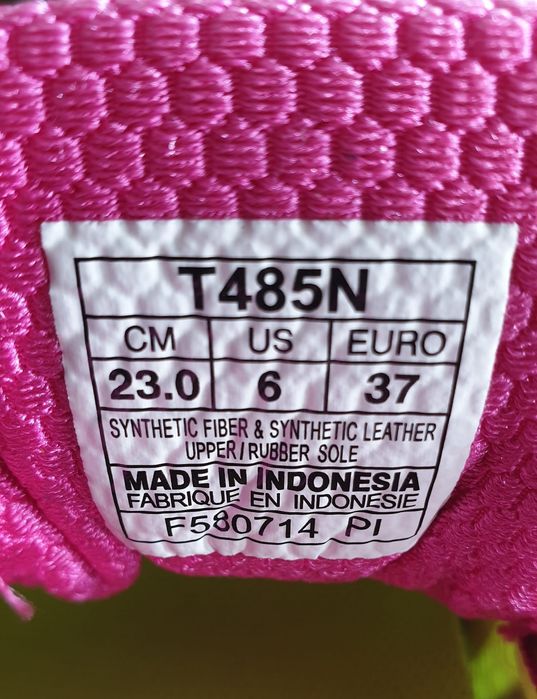 T485N
CM US EURO
23.0 6 37
SYNTHETIC FIBER & SYNTHETIC LEATHER
UPPER/RUBBER SOLE
MADE IN INDONESIA
FABRIQUE EN INDONESIE
F580714 PI